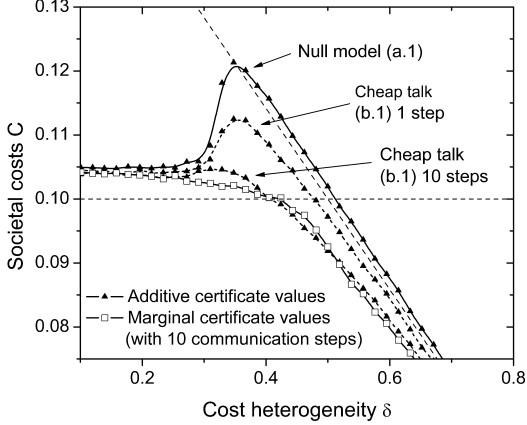 0.13
0.12
0.11
0.10
0.09
0.08
Societal costs C
Null model (a.1)
Cheap talk
(b.1) 1 step
Cheap talk
(b.1) 10 steps
Additive certificate values
Marginal certificate values
(with 10 communication steps)
0.2
0.4
0.6
0.8
Cost heterogeneity δ